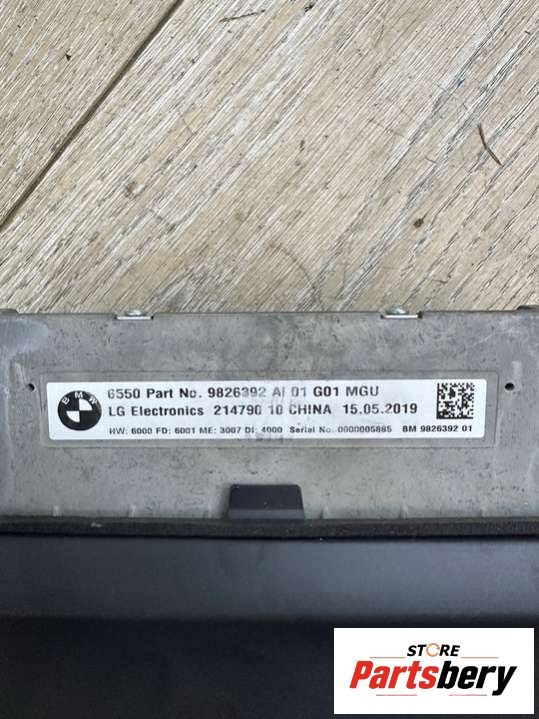 BMW
6550 Part No. 9826392 AI 01 G01 MGU
LG Electronics 214790 10 CHINA 15.05.2019
HW: 6000 FD: 6001 ME: 3007 DI: 4000 Serial No. 0000005885 BM 9826392 01
STORE
Partsbery